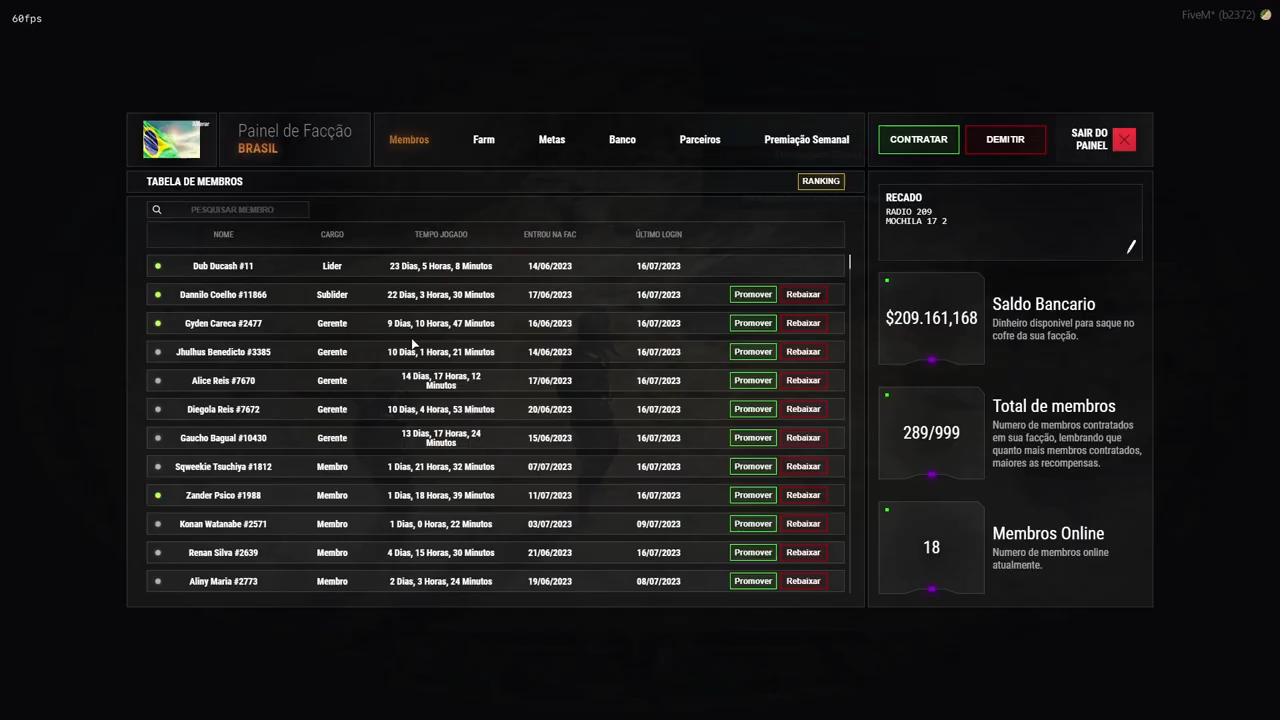 60fps
FiveM* (b2372)
Painel de Facção
BRASIL
Membros Farm Metas Banco Parceiros Premiação Semanal
CONTRATAR DEMITIR
SAIR DO
PAINEL
TABELA DE MEMBROS
RANKING
PESQUISAR MEMBRO
NOME CARGO TEMPO JOGADO ENTROU NA FAC ÚLTIMO LOGIN
Dub Ducash #11 Lider 23 Dias, 5 Horas, 8 Minutos 14/06/2023 16/07/2023
Dannilo Coelho #11866 Sublider 22 Dias, 3 Horas, 30 Minutos 17/06/2023 16/07/2023 Promover Rebaixar
Gyden Careca #2477 Gerente 9 Dias, 10 Horas, 47 Minutos 16/06/2023 16/07/2023 Promover Rebaixar
Jhulhus Benedicto #3385 Gerente 10 Dias, 1 Horas, 21 Minutos 14/06/2023 16/07/2023 Promover Rebaixar
Alice Reis #7670 Gerente 14 Dias, 17 Horas, 12
Minutos 17/06/2023 16/07/2023 Promover Rebaixar
Diegola Reis #7672 Gerente 10 Dias, 4 Horas, 53 Minutos 20/06/2023 16/07/2023 Promover Rebaixar
Gaucho Bagual #10430 Gerente 13 Dias, 17 Horas, 24
Minutos 15/06/2023 16/07/2023 Promover Rebaixar
Sqweekie Tsuchiya #1812 Membro 1 Dias, 21 Horas, 32 Minutos 07/07/2023 16/07/2023 Promover Rebaixar
Zander Psico #1988 Membro 1 Dias, 18 Horas, 39 Minutos 11/07/2023 16/07/2023 Promover Rebaixar
Konan Watanabe #2571 Membro 1 Dias, 0 Horas, 22 Minutos 03/07/2023 09/07/2023 Promover Rebaixar
Renan Silva #2639 Membro 4 Dias, 15 Horas, 30 Minutos 21/06/2023 16/07/2023 Promover Rebaixar
Aliny Maria #2773 Membro 2 Dias, 3 Horas, 24 Minutos 19/06/2023 08/07/2023 Promover Rebaixar
RECADO
RADIO 209
MOCHILA 17 2
$209.161,168
Saldo Bancario
Dinheiro disponivel para saque no
cofre da sua facção.
289/999
Total de membros
Numero de membros contratados
em sua facção, lembrando que
quanto mais membros contratados,
maiores as recompensas.
18
Membros Online
Numero de membros online
atualmente.